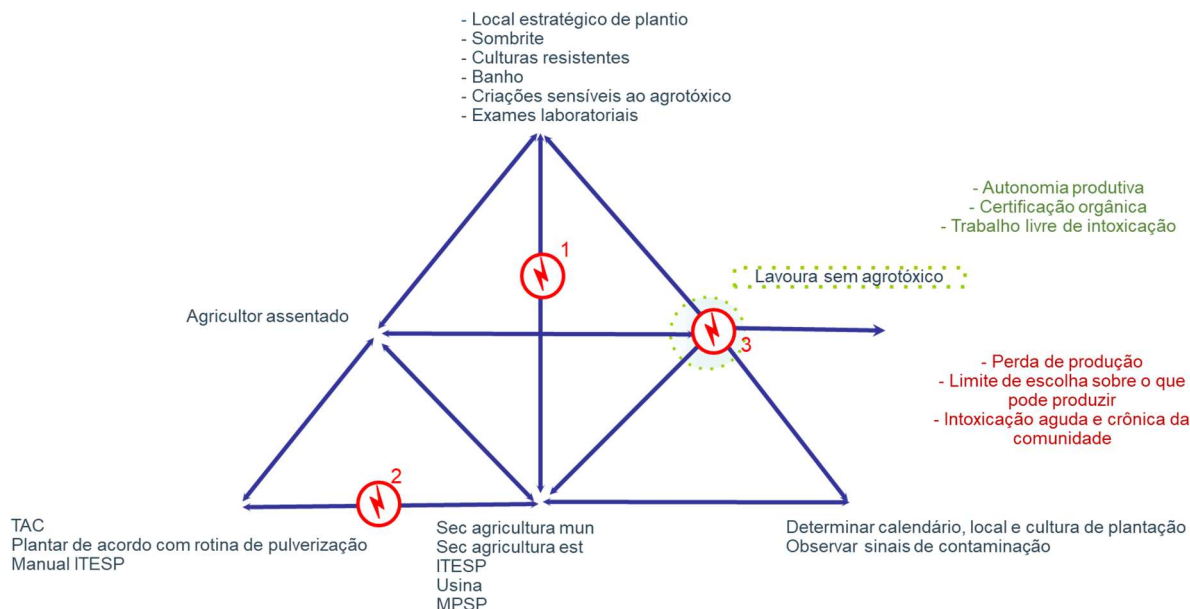 - Local estratégico de plantio
- Sombrite
- Culturas resistentes
- Banho
- Criações sensíveis ao agrotóxico
- Exames laboratoriais
- Autonomia produtiva
- Certificação orgânica
- Trabalho livre de intoxicação
1
Lavoura sem agrotóxico
Agricultor assentado
3
- Perda de produção
- Limite de escolha sobre o que
pode produzir
- Intoxicação aguda e crônica da
comunidade
2
TAC
Plantar de acordo com rotina de pulverização
Manual ITESP
Sec agricultura mun
Sec agricultura est
ITESP
Usina
MPSP
Determinar calendário, local e cultura de plantação
Observar sinais de contaminação